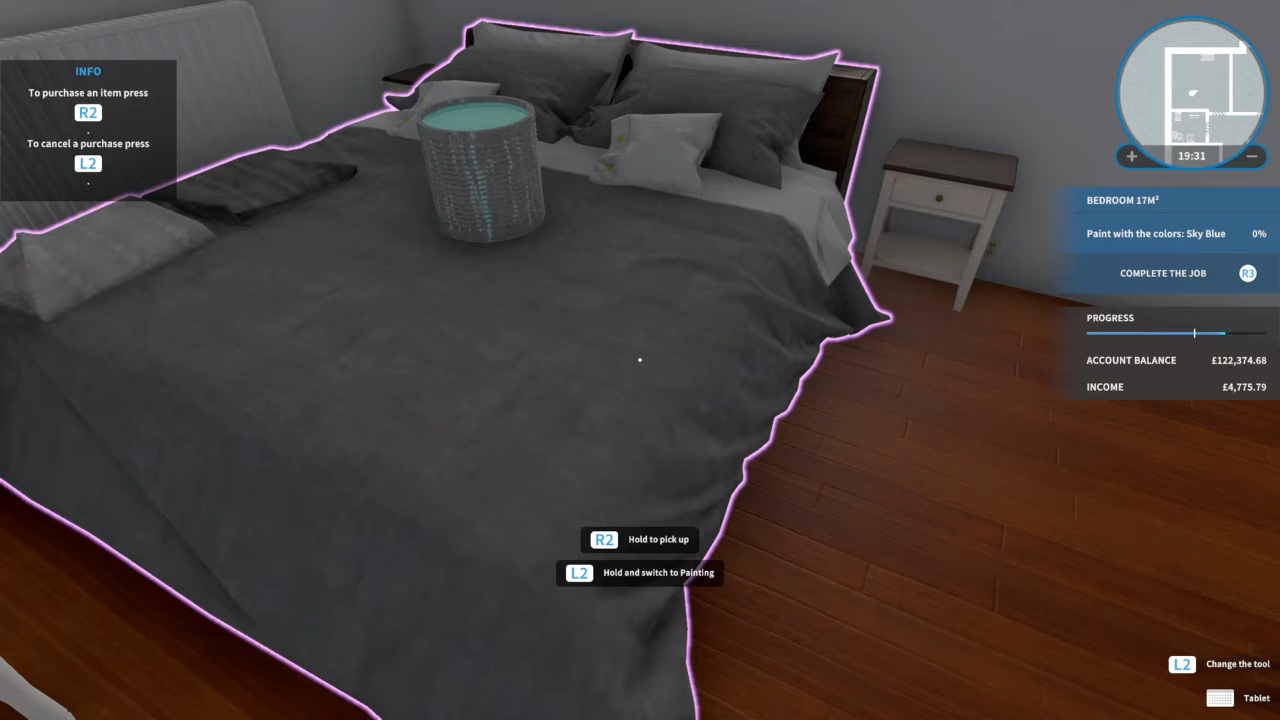 INFO
To purchase an item press
R2
.
To cancel a purchase press
L2
.
19:31
BEDROOM 17M²
Paint with the colors: Sky Blue 0%
COMPLETE THE JOB R3
PROGRESS
ACCOUNT BALANCE £122,374.68
INCOME £4,775.79
R2 Hold to pick up
L2 Hold and switch to Painting
L2 Change the tool
Tablet